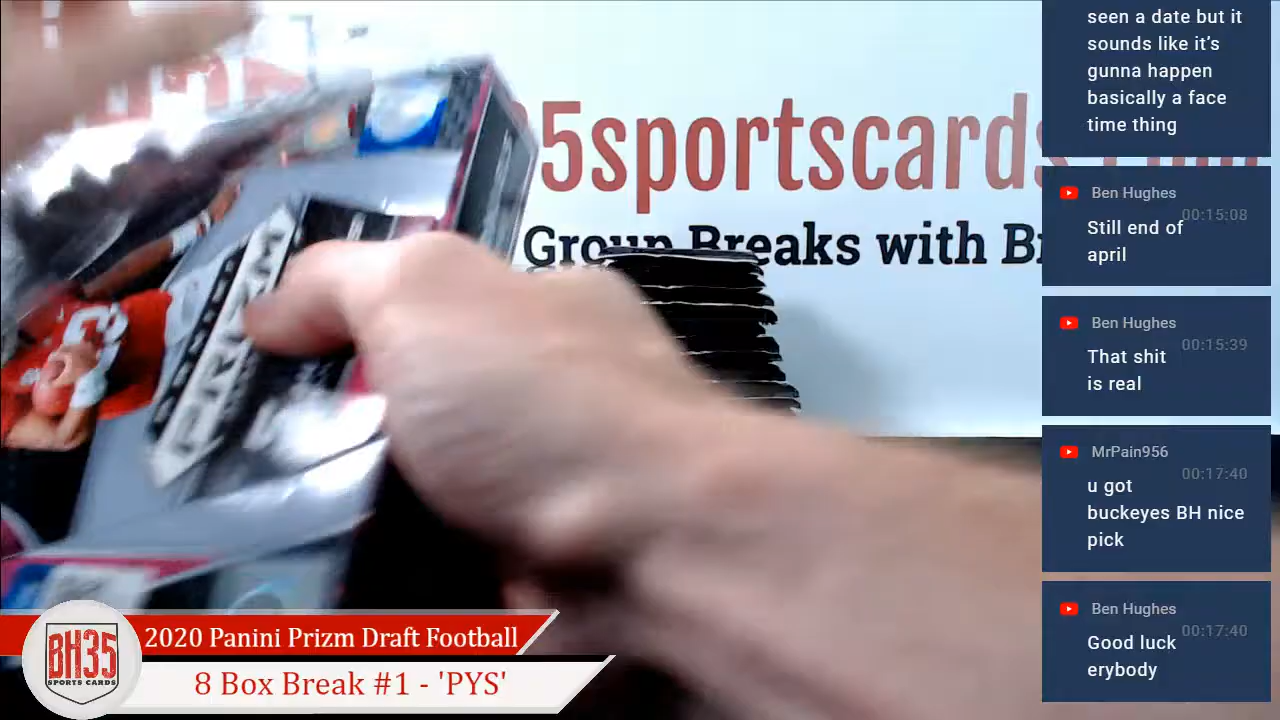 5sportscards
Group Breaks with
seen a date but it
sounds like it's
gunna happen
basically a face
time thing
Ben Hughes
00:15:08
Still end of
april
Ben Hughes
00:15:39
That shit
is real
MrPain956
00:17:40
u got
buckeyes BH nice
pick
Ben Hughes
00:17:40
Good luck
erybody
BH35
SPORTS CARDS
2020 Panini Prizm Draft Football
8 Box Break #1 - 'PYS'